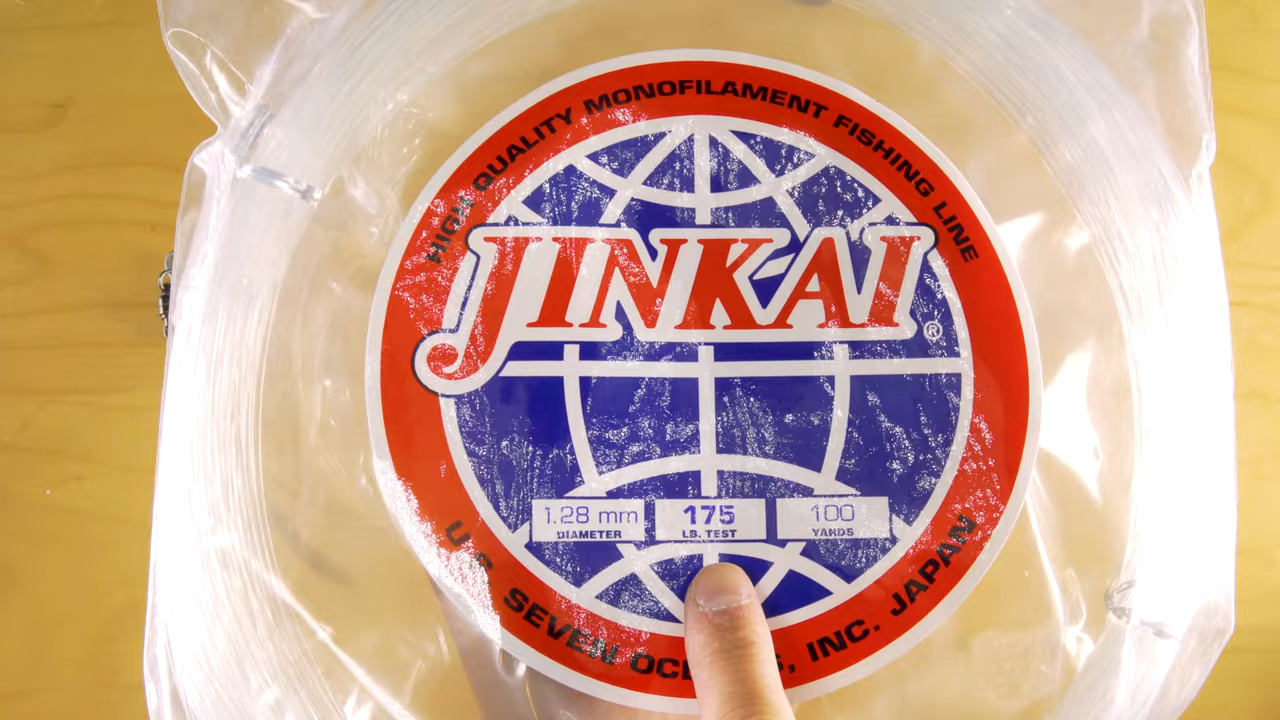 HIGH QUALITY MONOFILAMENT FISHING LINE
JINKAI®
1.28 mm
DIAMETER
175
LB. TEST
100
YARDS
U.S. SEVEN INC. JAPAN